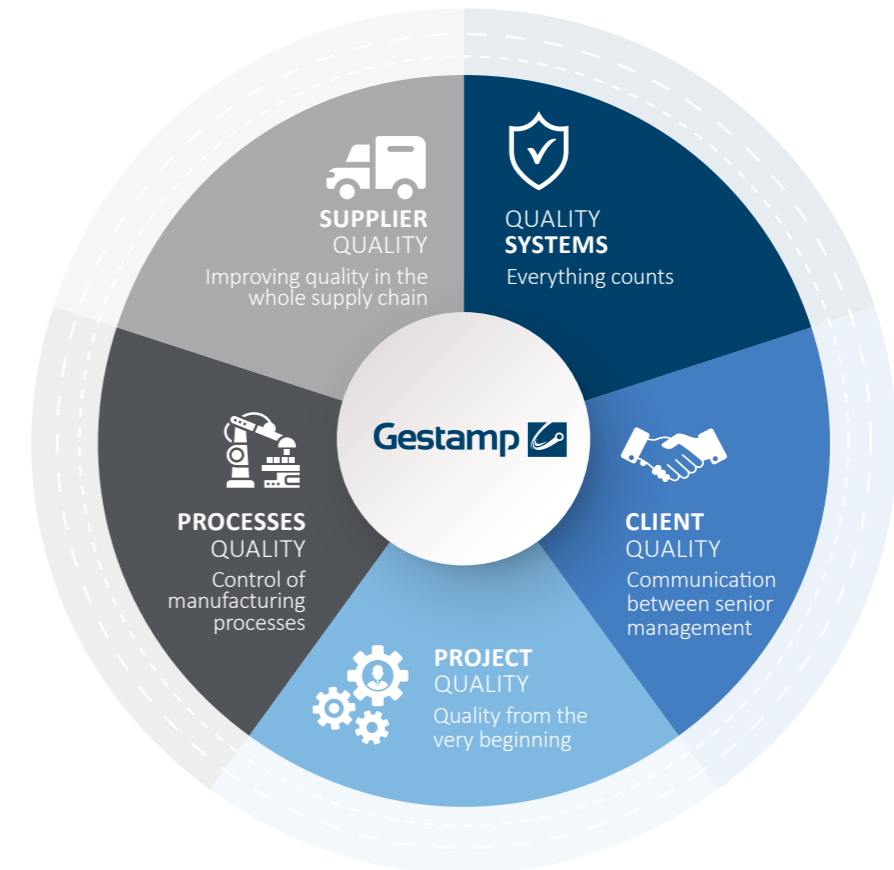 SUPPLIER
QUALITY
Improving quality in the
whole supply chain
QUALITY
SYSTEMS
Everything counts
Gestamp
PROCESSES
QUALITY
Control of
manufacturing
processes
CLIENT
QUALITY
Communication
between senior
management
PROJECT
QUALITY
Quality from the
very beginning